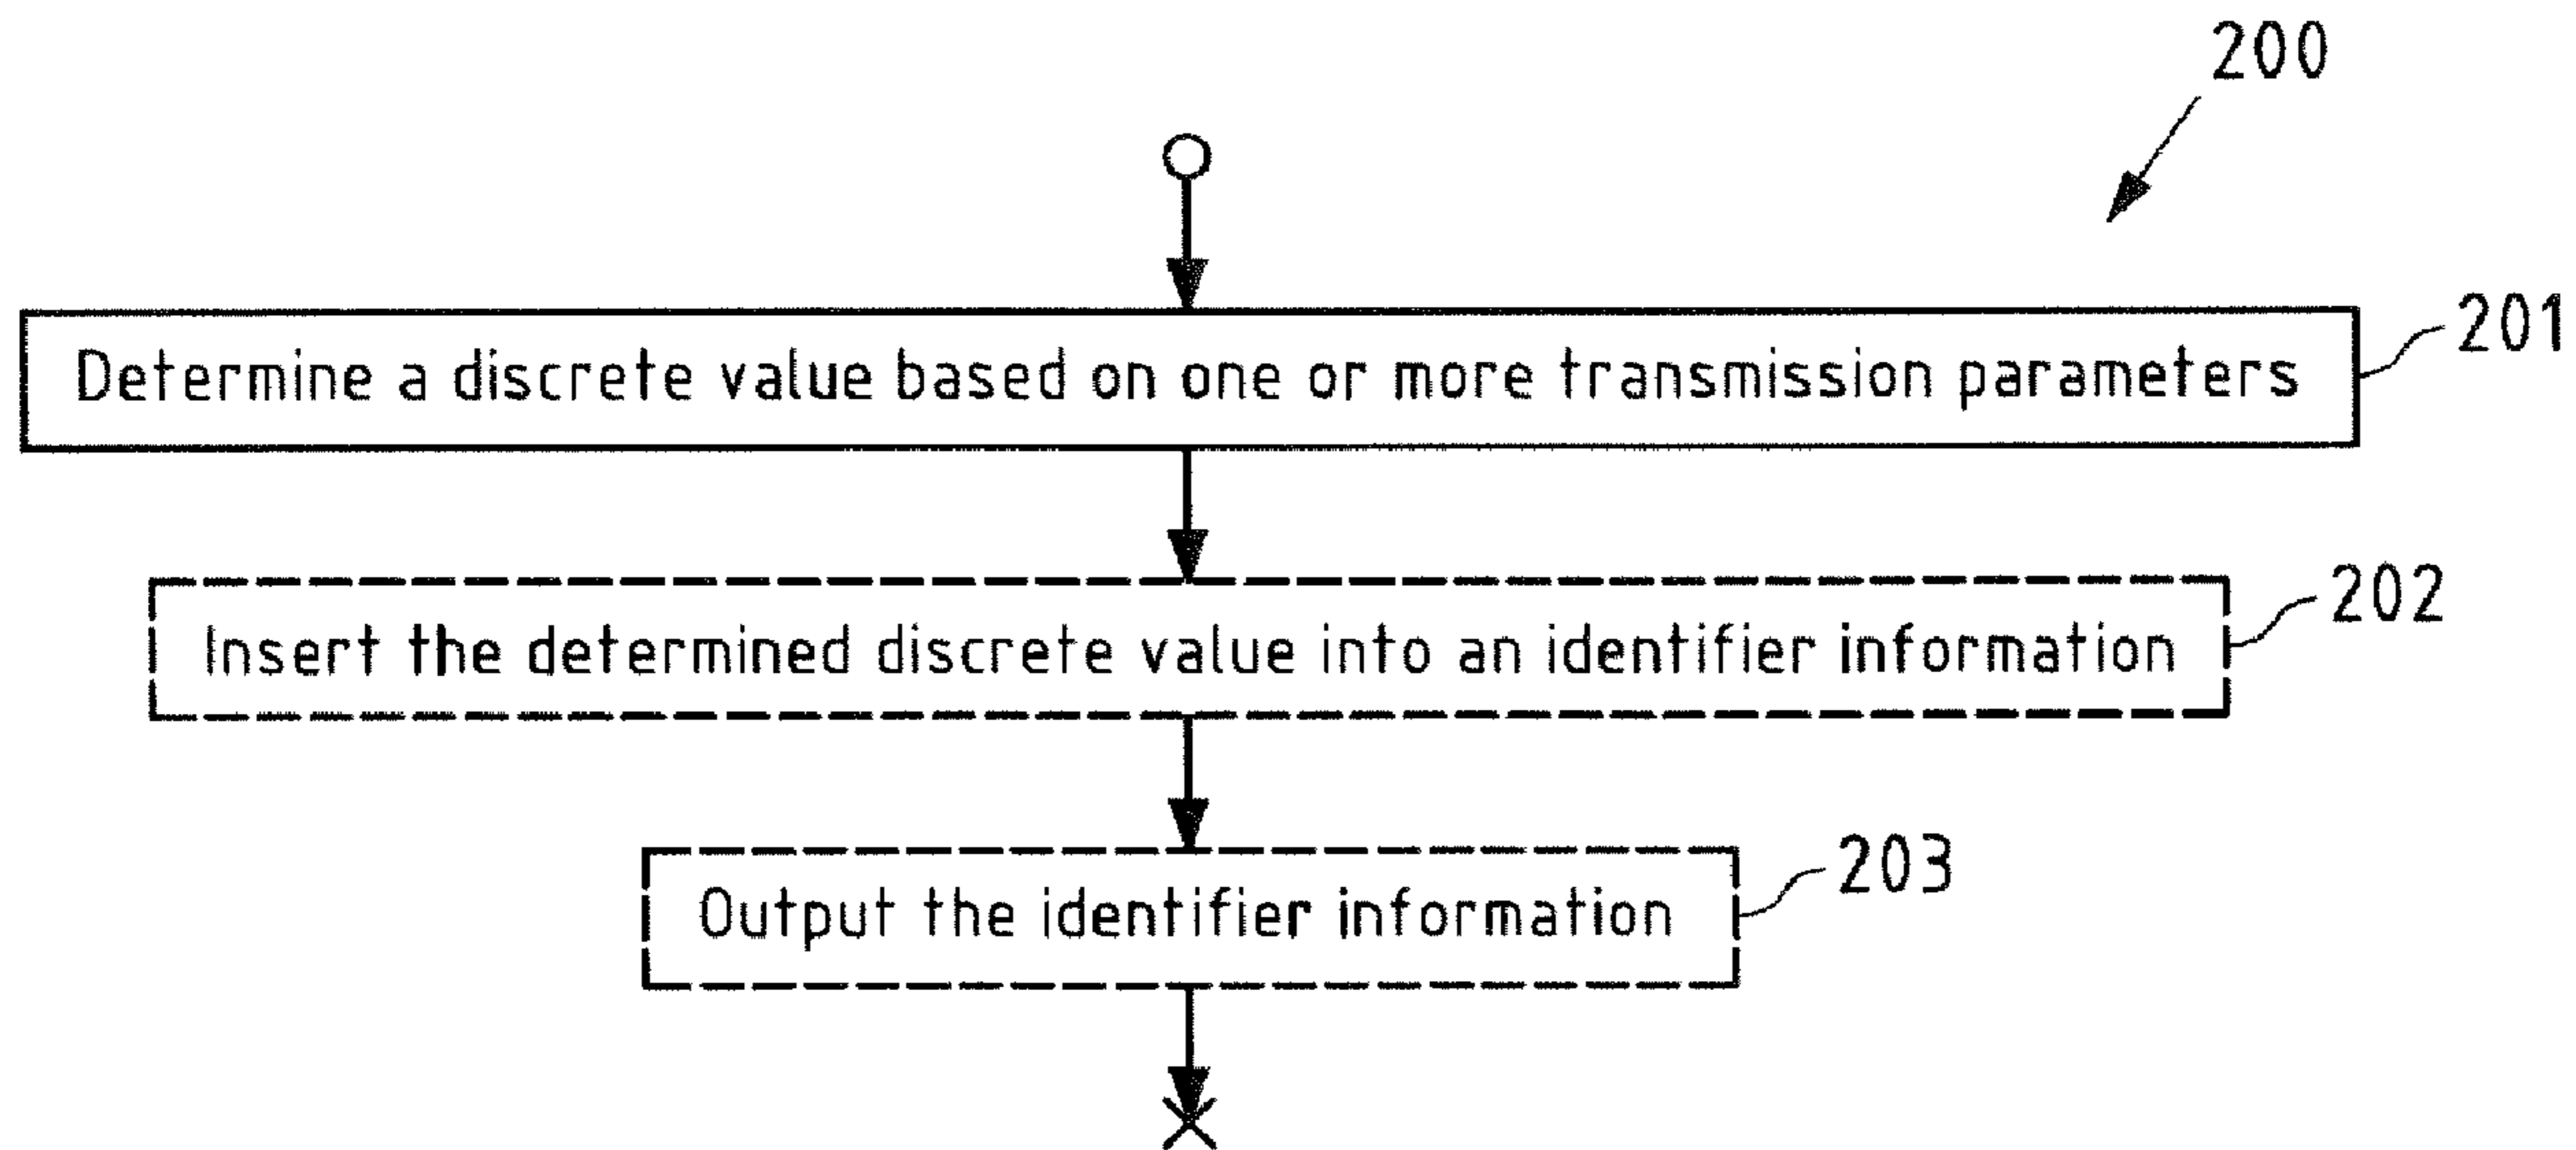 200
Determine a discrete value based on one or more transmission parameters
201
Insert the determined discrete value into an identifier information
202
Output the identifier information
203